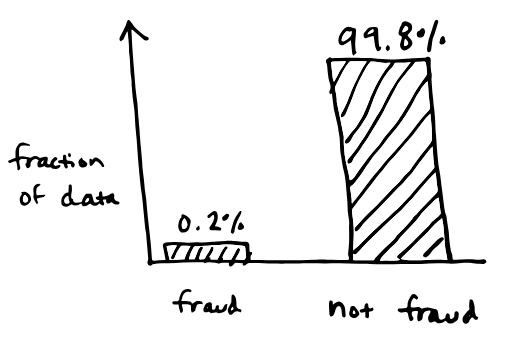 99.8%
fraction
of data
0.2%
fraud
not fraud